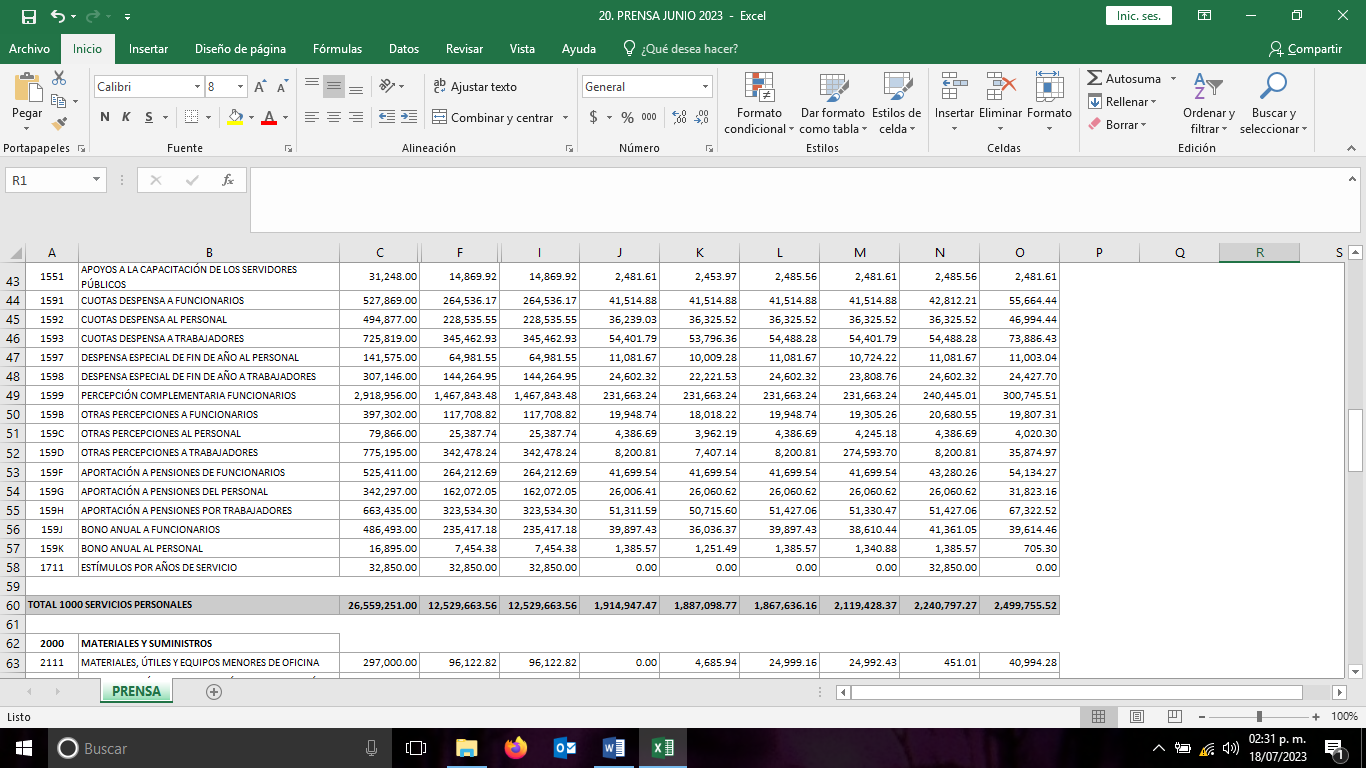 20. PRENSA JUNIO 2023 - Excel
Inic. ses.
Archivo Inicio Insertar Diseño de página Fórmulas Datos Revisar Vista Ayuda ¿Qué desea hacer? Compartir
Pegar
Portapapeles
Calibri 8
N K S
Fuente
Ajustar texto
Combinar y centrar
Alineación
General
$ % 000
Número
Formato condicional
Dar formato como tabla
Estilos de celda
Estilos
Insertar Eliminar Formato
Celdas
Autosuma
Rellenar
Borrar
Ordenar y filtrar
Buscar y seleccionar
Edición
R1 fx
A B C F I J K L M N O P Q R S
43 1551 APOYOS A LA CAPACITACIÓN DE LOS SERVIDORES PÚBLICOS 31,248.00 14,869.92 14,869.92 2,481.61 2,453.97 2,485.56 2,481.61 2,485.56 2,481.61
44 1591 CUOTAS DESPENSA A FUNCIONARIOS 527,869.00 264,536.17 264,536.17 41,514.88 41,514.88 41,514.88 41,514.88 42,812.21 55,664.44
45 1592 CUOTAS DESPENSA AL PERSONAL 494,877.00 228,535.55 228,535.55 36,239.03 36,325.52 36,325.52 36,325.52 36,325.52 46,994.44
46 1593 CUOTAS DESPENSA A TRABAJADORES 725,819.00 345,462.93 345,462.93 54,401.79 53,796.36 54,488.28 54,401.79 54,488.28 73,886.43
47 1597 DESPENSA ESPECIAL DE FIN DE AÑO AL PERSONAL 141,575.00 64,981.55 64,981.55 11,081.67 10,009.28 11,081.67 10,724.22 11,081.67 11,003.04
48 1598 DESPENSA ESPECIAL DE FIN DE AÑO A TRABAJADORES 307,146.00 144,264.95 144,264.95 24,602.32 22,221.53 24,602.32 23,808.76 24,602.32 24,427.70
49 1599 PERCEPCIÓN COMPLEMENTARIA FUNCIONARIOS 2,918,956.00 1,467,843.48 1,467,843.48 231,663.24 231,663.24 231,663.24 231,663.24 240,445.01 300,745.51
50 159B OTRAS PERCEPCIONES A FUNCIONARIOS 397,302.00 117,708.82 117,708.82 19,948.74 18,018.22 19,948.74 19,305.26 20,680.55 19,807.31
51 159C OTRAS PERCEPCIONES AL PERSONAL 79,866.00 25,387.74 25,387.74 4,386.69 3,962.19 4,386.69 4,245.18 4,386.69 4,020.30
52 159D OTRAS PERCEPCIONES A TRABAJADORES 775,195.00 342,478.24 342,478.24 8,200.81 7,407.14 8,200.81 274,593.70 8,200.81 35,874.97
53 159F APORTACIÓN A PENSIONES DE FUNCIONARIOS 525,411.00 264,212.69 264,212.69 41,699.54 41,699.54 41,699.54 41,699.54 43,280.26 54,134.27
54 159G APORTACIÓN A PENSIONES DEL PERSONAL 342,297.00 162,072.05 162,072.05 26,006.41 26,060.62 26,060.62 26,060.62 26,060.62 31,823.16
55 159H APORTACIÓN A PENSIONES POR TRABAJADORES 663,435.00 323,534.30 323,534.30 51,311.59 50,715.60 51,427.06 51,330.47 51,427.06 67,322.52
56 159J BONO ANUAL A FUNCIONARIOS 486,493.00 235,417.18 235,417.18 39,897.43 36,036.37 39,897.43 38,610.44 41,361.05 39,614.46
57 159K BONO ANUAL AL PERSONAL 16,895.00 7,454.38 7,454.38 1,385.57 1,251.49 1,385.57 1,340.88 1,385.57 705.30
58 1711 ESTÍMULOS POR AÑOS DE SERVICIO 32,850.00 32,850.00 32,850.00 0.00 0.00 0.00 0.00 32,850.00 0.00
59
60 TOTAL 1000 SERVICIOS PERSONALES 26,559,251.00 12,529,663.56 12,529,663.56 1,914,947.47 1,887,098.77 1,867,636.16 2,119,428.37 2,240,797.27 2,499,755.52
61
62 2000 MATERIALES Y SUMINISTROS
63 2111 MATERIALES, ÚTILES Y EQUIPOS MENORES DE OFICINA 297,000.00 96,122.82 96,122.82 0.00 4,685.94 24,999.16 24,992.43 451.01 40,994.28
PRENSA
Listo 100%
Buscar
02:31 p. m.
18/07/2023
1